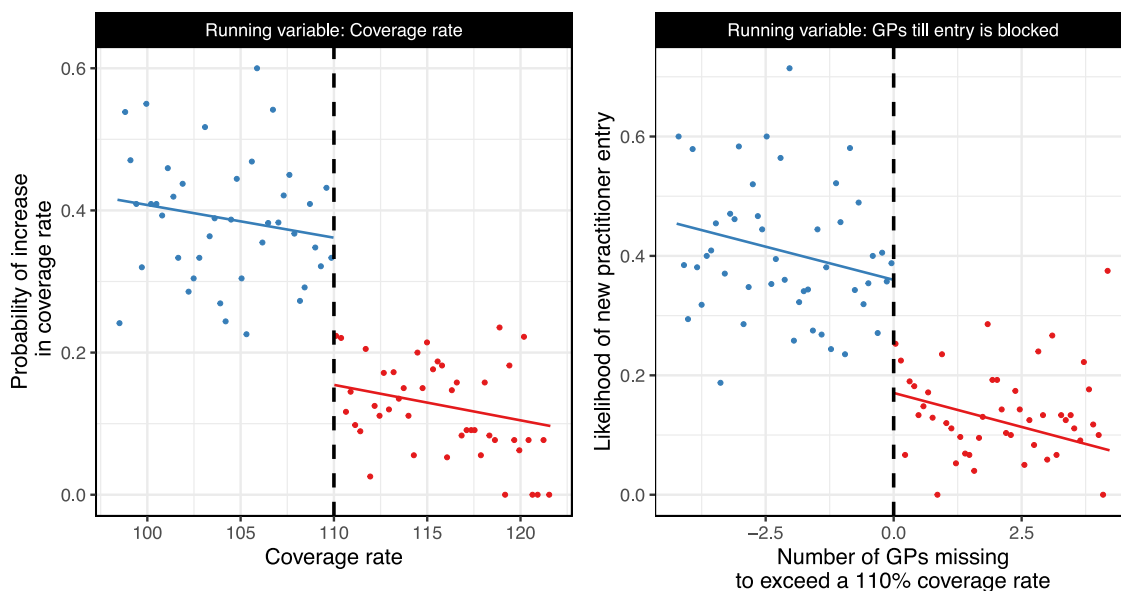 Running variable: Coverage rate
Probability of increase
in coverage rate
0.6
0.4
0.2
0.0
100
105
110
115
120
Coverage rate
Running variable: GPs till entry is blocked
Likelihood of new practitioner entry
0.6
0.4
0.2
0.0
−2.5
0.0
2.5
Number of GPs missing
to exceed a 110% coverage rate